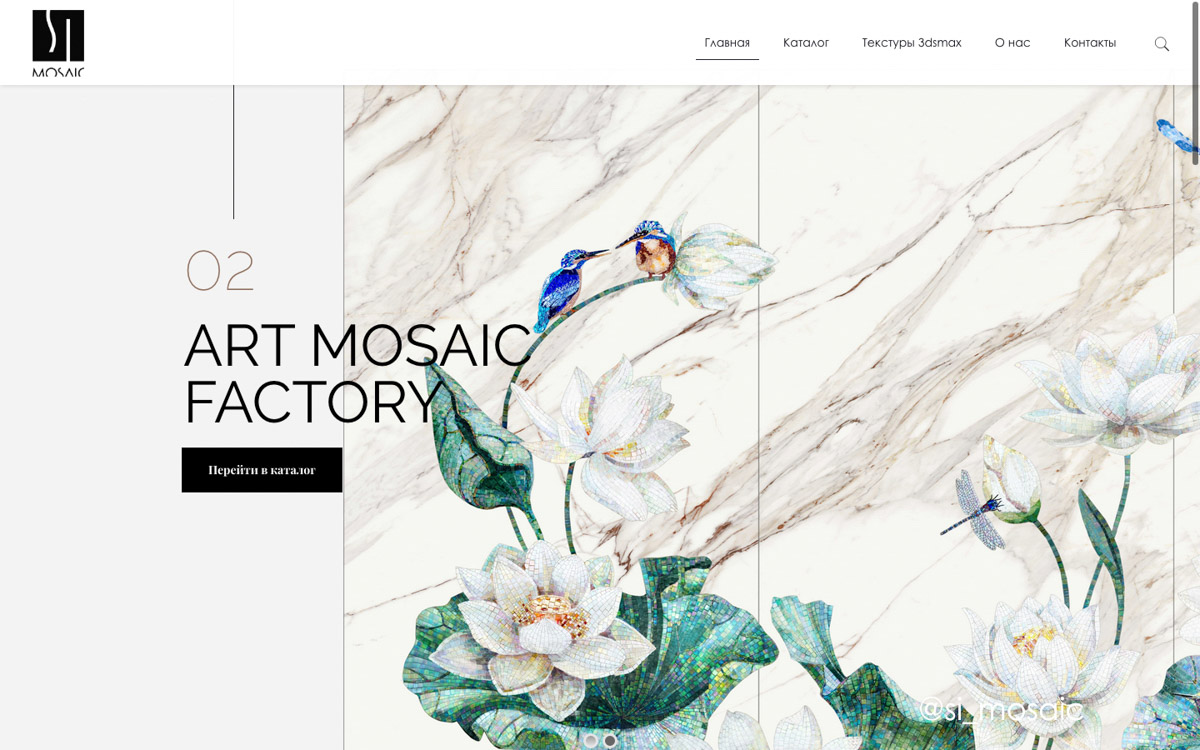 SI
MOSAIC
Главная
Каталог
Текстуры 3dsmax
О нас
Контакты
02
ART MOSAIC
FACTORY
Перейти в каталог
@si_mosaic